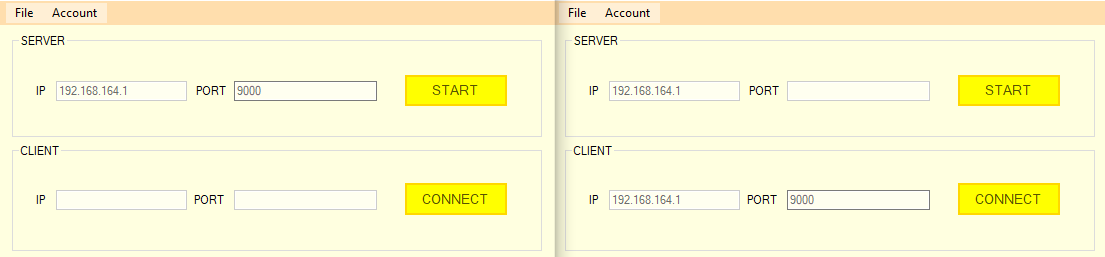 File Account
SERVER
IP 192.168.164.1 PORT 9000 START
CLIENT
IP PORT CONNECT
File Account
SERVER
IP 192.168.164.1 PORT START
CLIENT
IP 192.168.164.1 PORT 9000 CONNECT